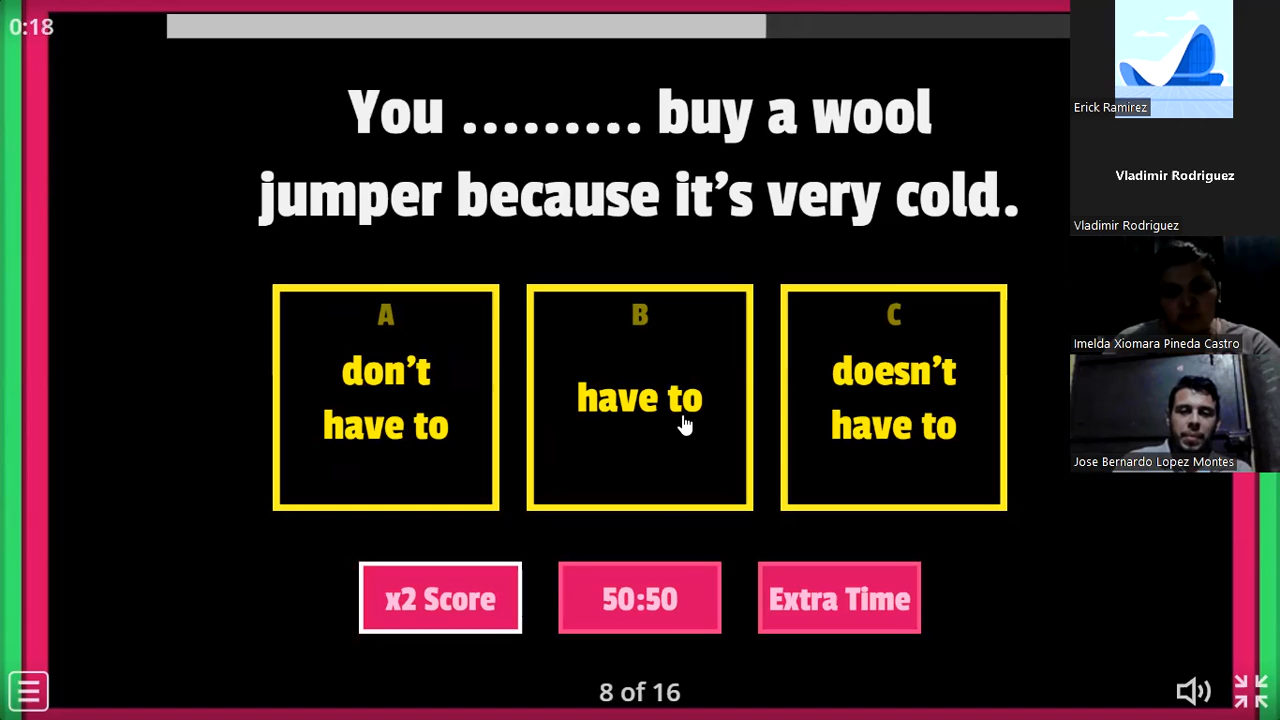 0:18
You ......... buy a wool
jumper because it's very cold.
A
don't
have to
B
have to
C
doesn't
have to
x2 Score
50:50
Extra Time
8 of 16
Erick Ramirez
Vladimir Rodriguez
Vladimir Rodriguez
Imelda Xiomara Pineda Castro
Jose Bernardo Lopez Montes